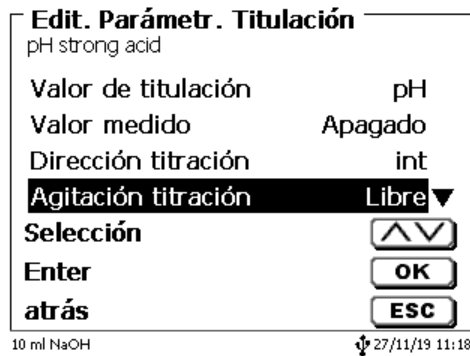 Edit. Parámetr. Titulación
pH strong acid
Valor de titulación pH
Valor medido Apagado
Dirección titración int
Agitación titración Libre
Selección
Enter OK
atrás ESC
10 ml NaOH 27/11/19 11:18